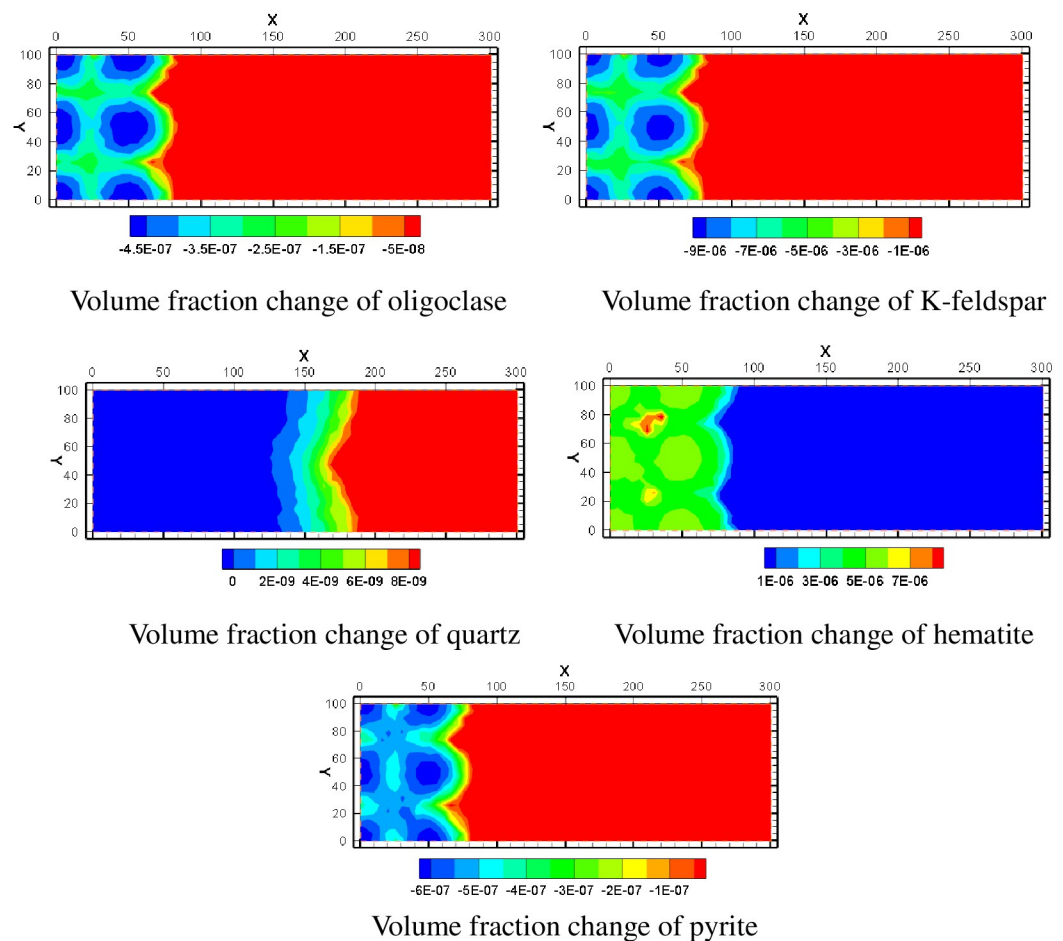 X X
0 50 100 150 200 250 300 0 50 100 150 200 250 300
100 100
80 80
60 60
Y Y
40 40
20 20
0 0
-4.5E-07 -3.5E-07 -2.5E-07 -1.5E-07 -5E-08 -9E-06 -7E-06 -5E-06 -3E-06 -1E-06
Volume fraction change of oligoclase Volume fraction change of K-feldspar
X X
0 50 100 150 200 250 300 0 50 100 150 200 250 300
100 100
80 80
60 60
Y Y
40 40
20 20
0 0
0 2E-09 4E-09 6E-09 8E-09 1E-06 3E-06 5E-06 7E-06
Volume fraction change of quartz Volume fraction change of hematite
X
0 50 100 150 200 250 300
100
80
60
Y
40
20
0
-6E-07 -5E-07 -4E-07 -3E-07 -2E-07 -1E-07
Volume fraction change of pyrite